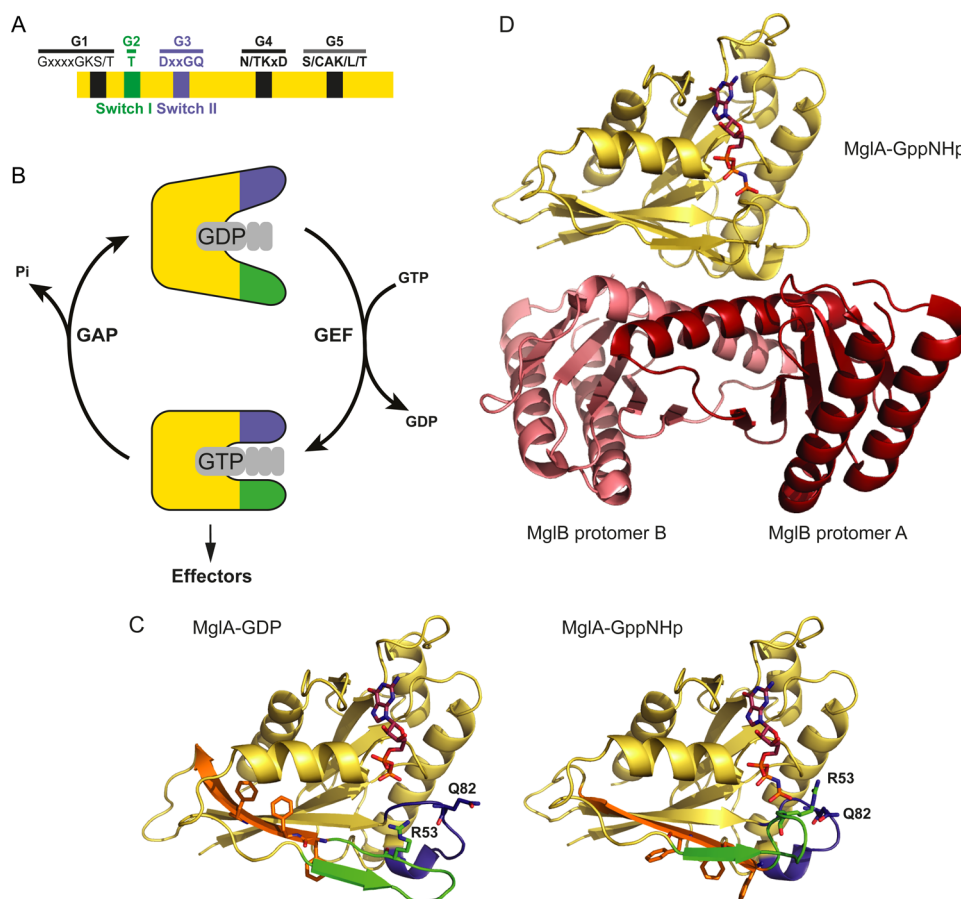 A
G1 G2 G3 G4 G5
GxxxxGKS/T T DxxGQ N/TKxD S/CAK/L/T
Switch I Switch II
B
GDP
Pi
GTP
GAP
GEF
GDP
GTP
Effectors
C
MglA-GDP
Q82
R53
MglA-GppNHp
R53
Q82
D
MglA-GppNHp
MglB protomer B
MglB protomer A